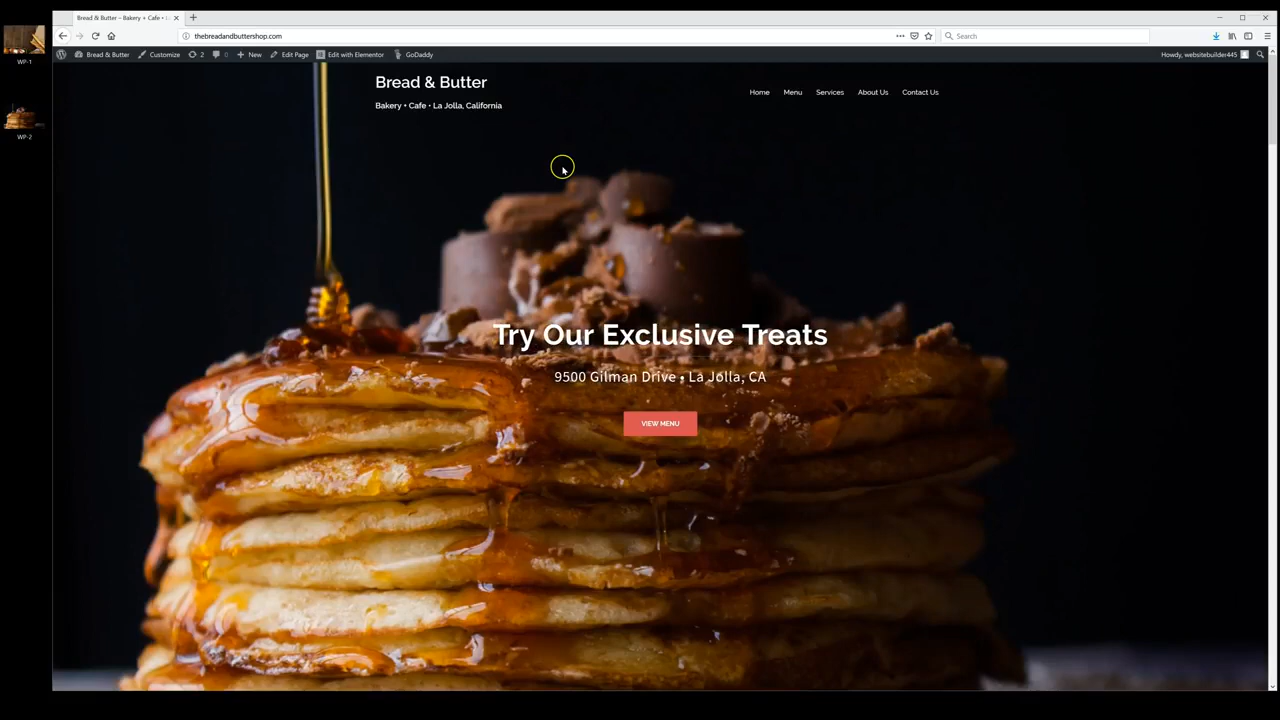 Bread & Butter – Bakery + Cafe •
thebreadandbuttershop.com
Search
WP-1
Bread & Butter
Customize
2
0
New
Edit Page
Edit with Elementor
GoDaddy
Howdy, websitebuilder445
WP-2
Bread & Butter
Bakery • Cafe • La Jolla, California
Home
Menu
Services
About Us
Contact Us
Try Our Exclusive Treats
9500 Gilman Drive • La Jolla, CA
VIEW MENU